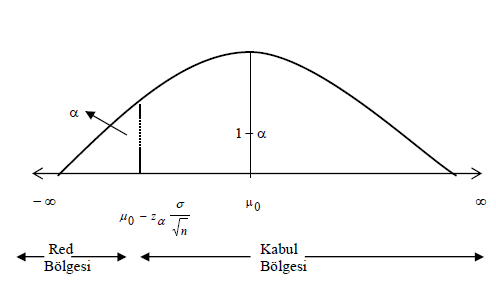 α
1 − α
− ∞
μ0 − zα σ/√n
μ0
∞
Red
Bölgesi
Kabul
Bölgesi